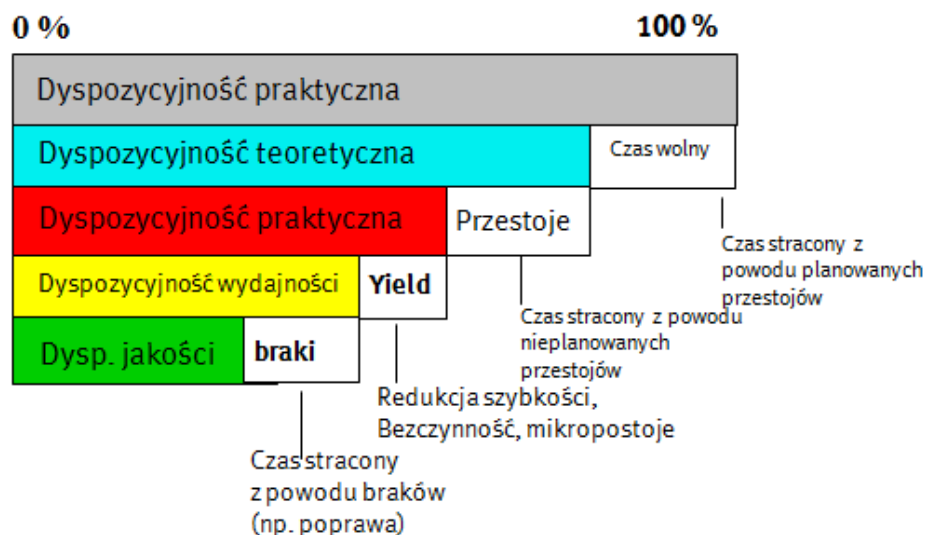 0 %
100 %
Dyspozycyjność praktyczna
Dyspozycyjność teoretyczna
Czas wolny
Dyspozycyjność praktyczna
Przestoje
Czas stracony z
powodu planowanych
przestojów
Dyspozycyjność wydajności
Yield
Czas stracony z powodu
nieplanowanych
przestojów
Dysp. jakości
braki
Redukcja szybkości,
Bezczynność, mikropostoje
Czas stracony
z powodu braków
(np. poprawa)